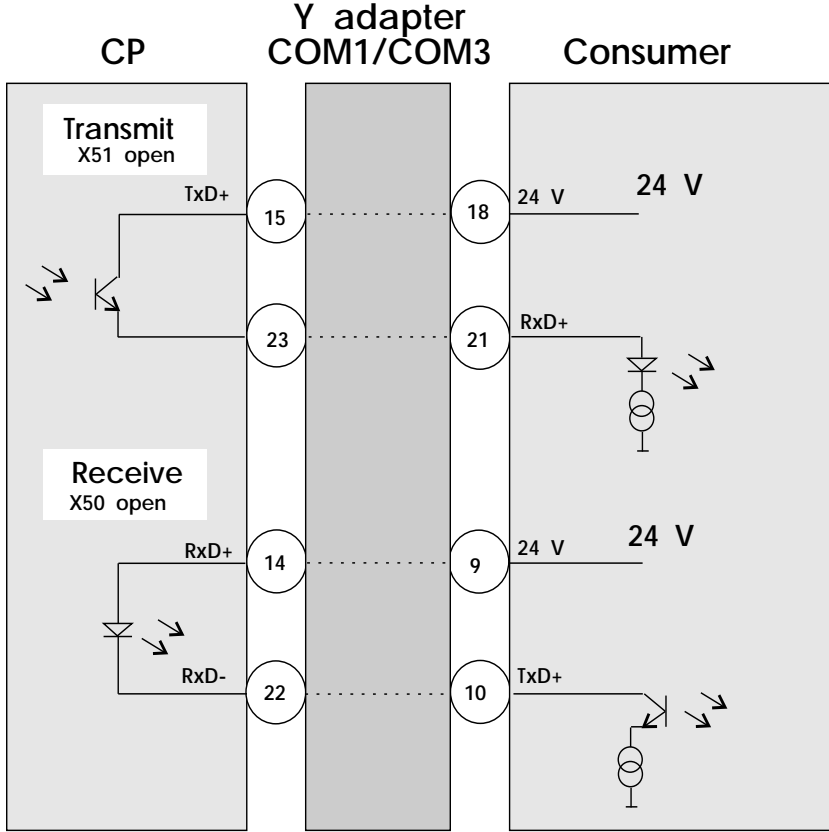 Y adapter
CP COM1/COM3 Consumer
Transmit
X51 open
24 V
TxD+ 15 18 24 V
23 21 RxD+
Receive
X50 open
24 V
RxD+ 14 9 24 V
RxD- 22 10 TxD+